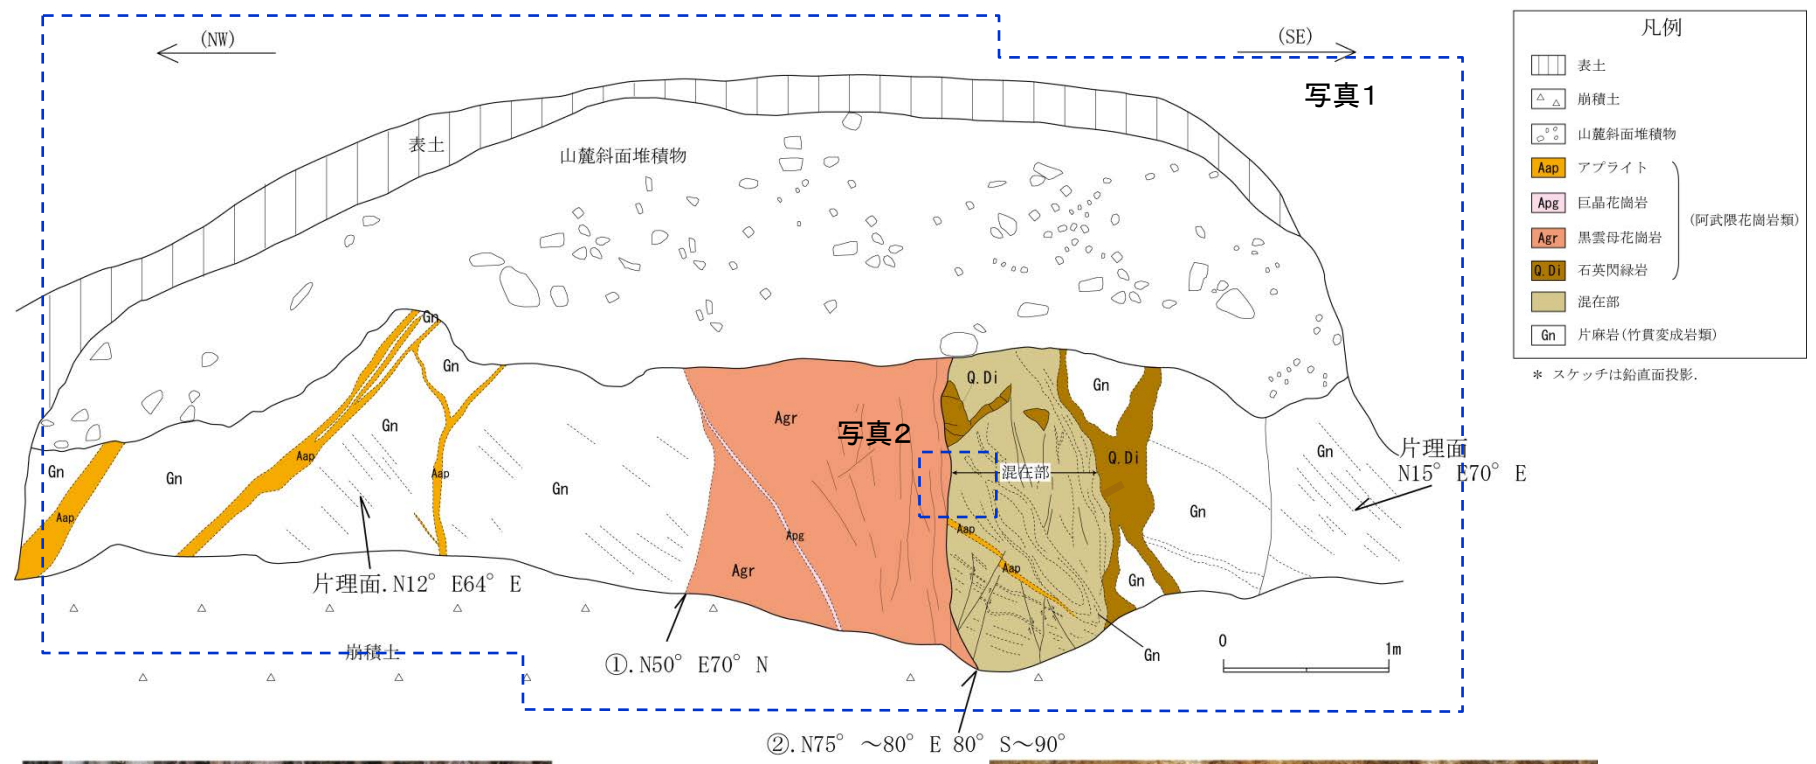 (NW)
(SE)
写真1
凡例
表土
崩積土
山麓斜面堆積物
Aap アプライト
Apg 巨晶花崗岩
Agr 黒雲母花崗岩
(阿武隈花崗岩類)
Q.Di 石英閃緑岩
混在部
Gn 片麻岩(竹貫変成岩類)
* スケッチは鉛直面投影.
表土
山麓斜面堆積物
Gn
Gn
Q.Di
Gn
Agr
写真2
Gn
Gn
片理面
N15° E70° E
Aap
Aap
Q.Di
混在部
Gn
Gn
Gn
Gn
Aap
Aap
Apg
Aap
Agr
Gn
片理面.N12° E64° E
Gn
崩積土
①.N50° E70° N
0
1m
②.N75° ~80° E 80° S~90°